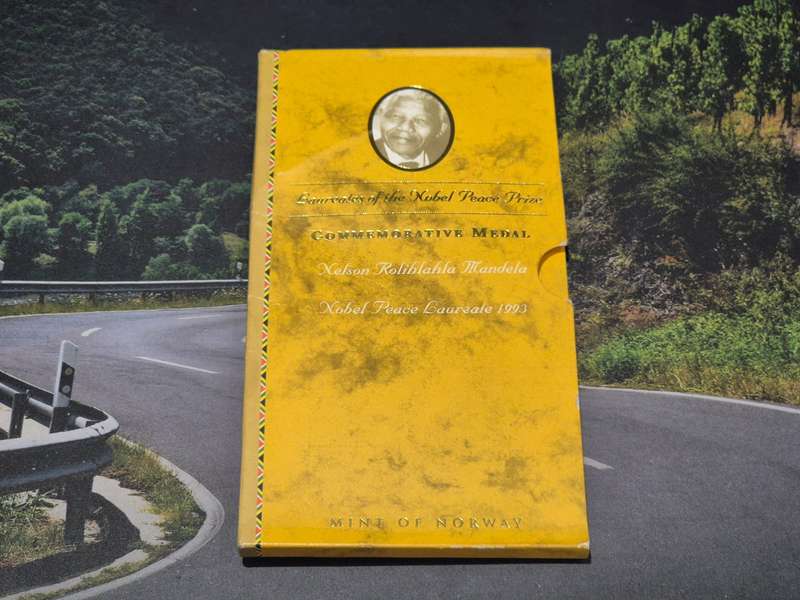 Laureates of the Nobel Peace Prize
COMMEMORATIVE MEDAL
Nelson Rolihlahla Mandela
Nobel Peace Laureate 1993
MINT OF NORWAY